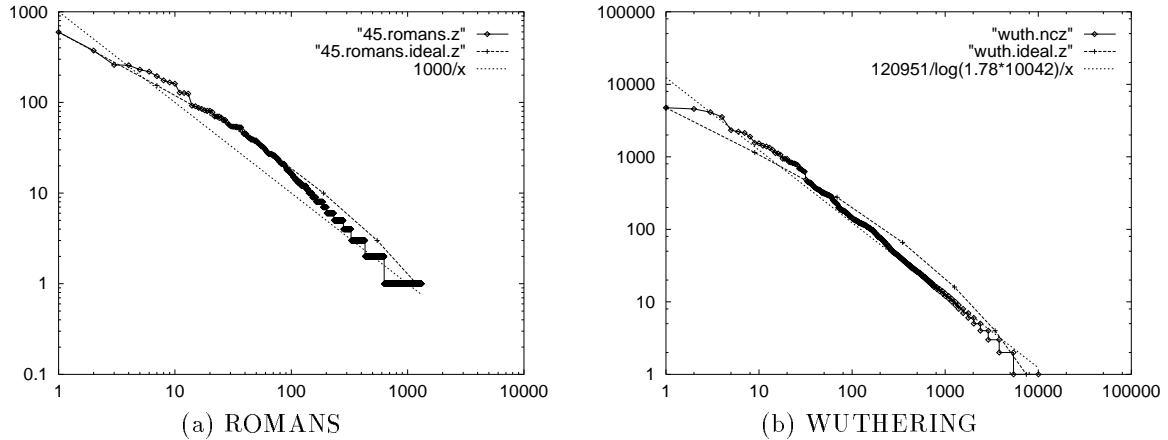 1000
100
10
1
0.1
1
10
100
1000
10000
"45.romans.z"
"45.romans.ideal.z"
1000/x
(a) ROMANS
100000
10000
1000
100
10
1
1
10
100
1000
10000
100000
"wuth.ncz"
"wuth.ideal.z"
120951/log(1.78*10042)/x
(b) WUTHERING